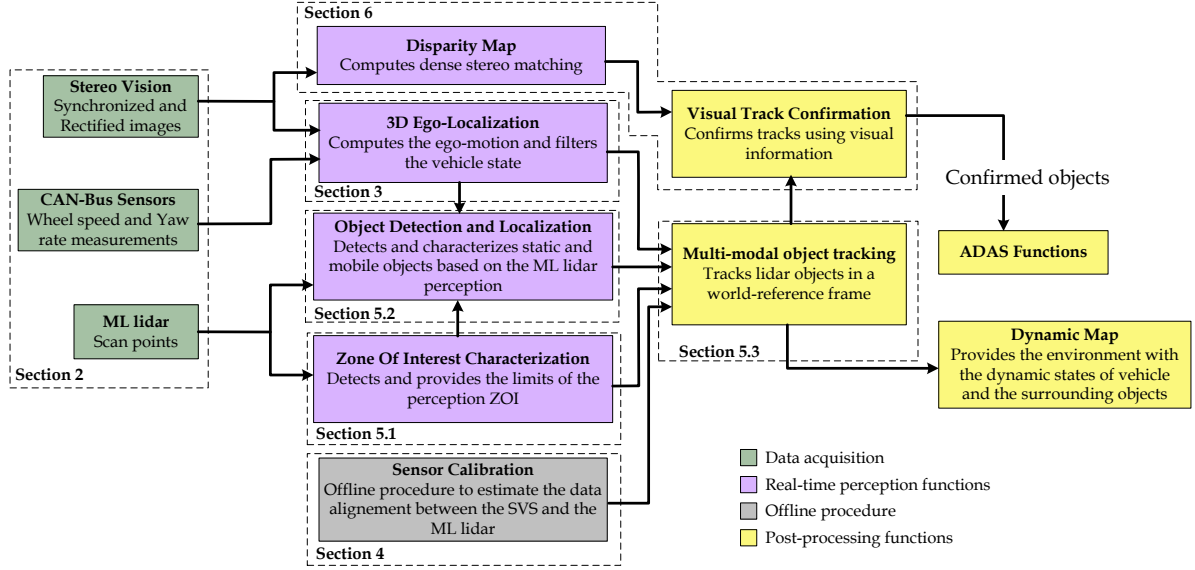 Section 6
Disparity Map
Computes dense stereo matching
Stereo Vision
Synchronized and
Rectified images
3D Ego-Localization
Computes the ego-motion and filters
the vehicle state
Section 3
Visual Track Confirmation
Confirms tracks using visual
information
Confirmed objects
CAN-Bus Sensors
Wheel speed and Yaw
rate measurements
Object Detection and Localization
Detects and characterizes static and
mobile objects based on the ML lidar
perception
Section 5.2
Multi-modal object tracking
Tracks lidar objects in a
world-reference frame
Section 5.3
ADAS Functions
ML lidar
Scan points
Section 2
Zone Of Interest Characterization
Detects and provides the limits of the
perception ZOI
Section 5.1
Dynamic Map
Provides the environment with
the dynamic states of vehicle
and the surrounding objects
Sensor Calibration
Offline procedure to estimate the data
alignement between the SVS and the
ML lidar
Section 4
Data acquisition
Real-time perception functions
Offline procedure
Post-processing functions